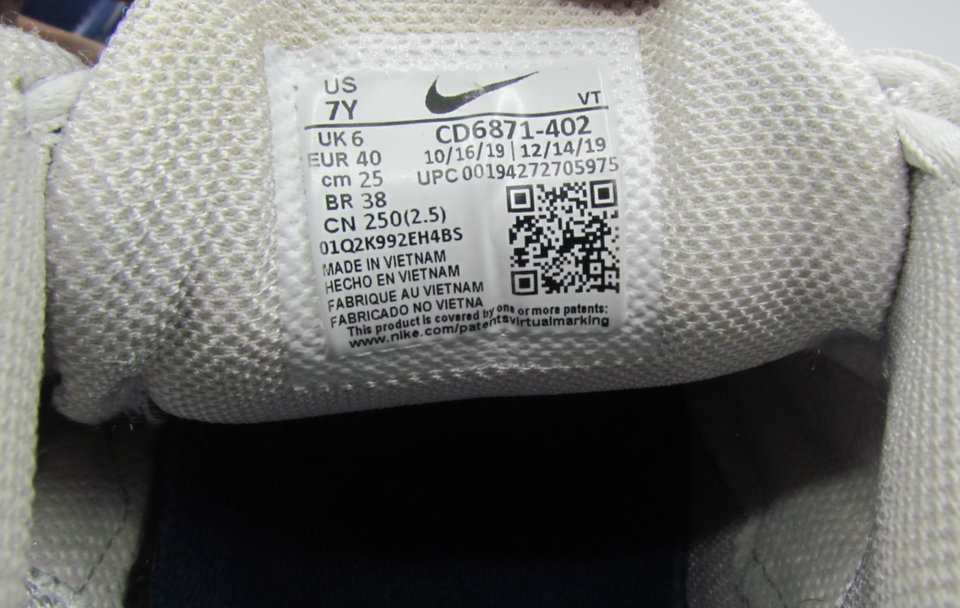 US
7Y
VT
UK 6
CD6871-402
EUR 40
10/16/19 | 12/14/19
cm 25
UPC 00194272705975
BR 38
CN 250(2.5)
01Q2K992EH4BS
MADE IN VIETNAM
HECHO EN VIETNAM
FABRIQUE AU VIETNAM
FABRICADO NO VIETNA
This product is covered by one or more patents:
www.nike.com/patentsvirtualmarking